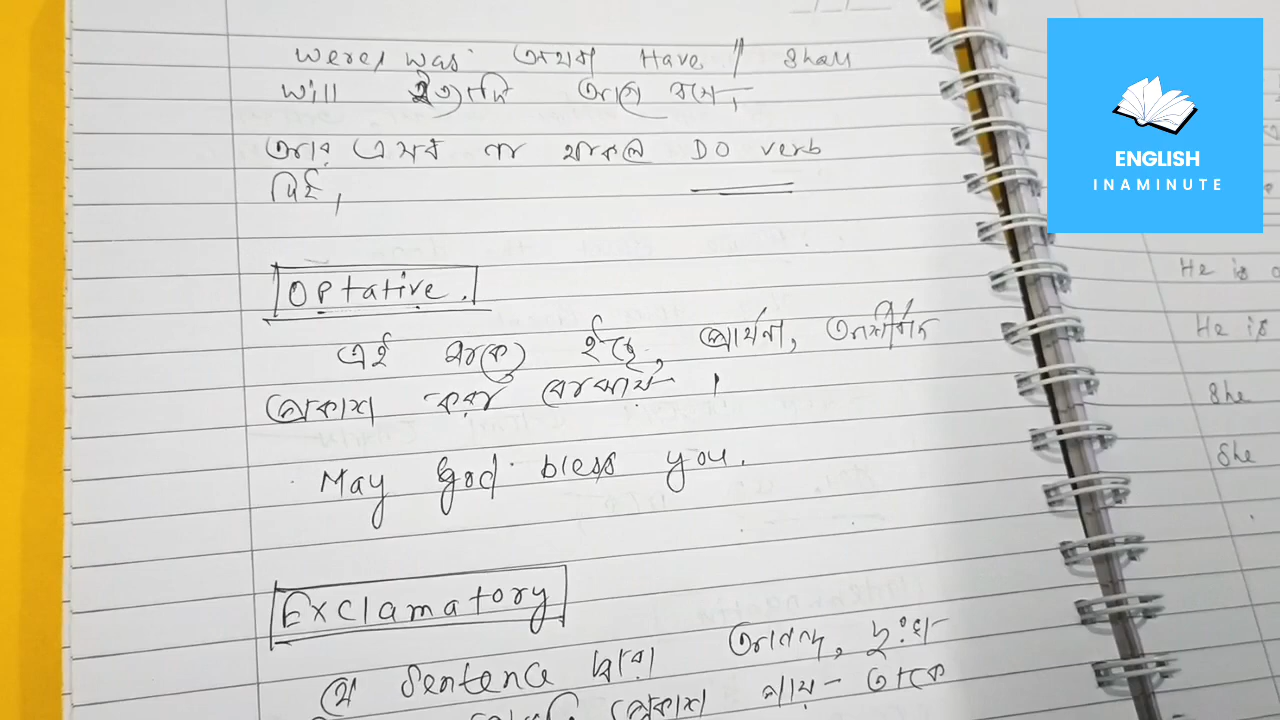 were, was অথবা Have / shall
will ইত্যাদি আগে বসে,
আর এসব না থাকলে DO verb
দিই,
Optative.
এই বাক্যে ইচ্ছে, প্রার্থনা, আশীর্বাদ
প্রকাশ করা বোঝায় ।
May God bless you.
Exclamatory
যে sentence দ্বারা আনন্দ, দুঃখ
প্রকাশ পায় তাকে
ENGLISH
INAMINUTE
He is
He is
She
She